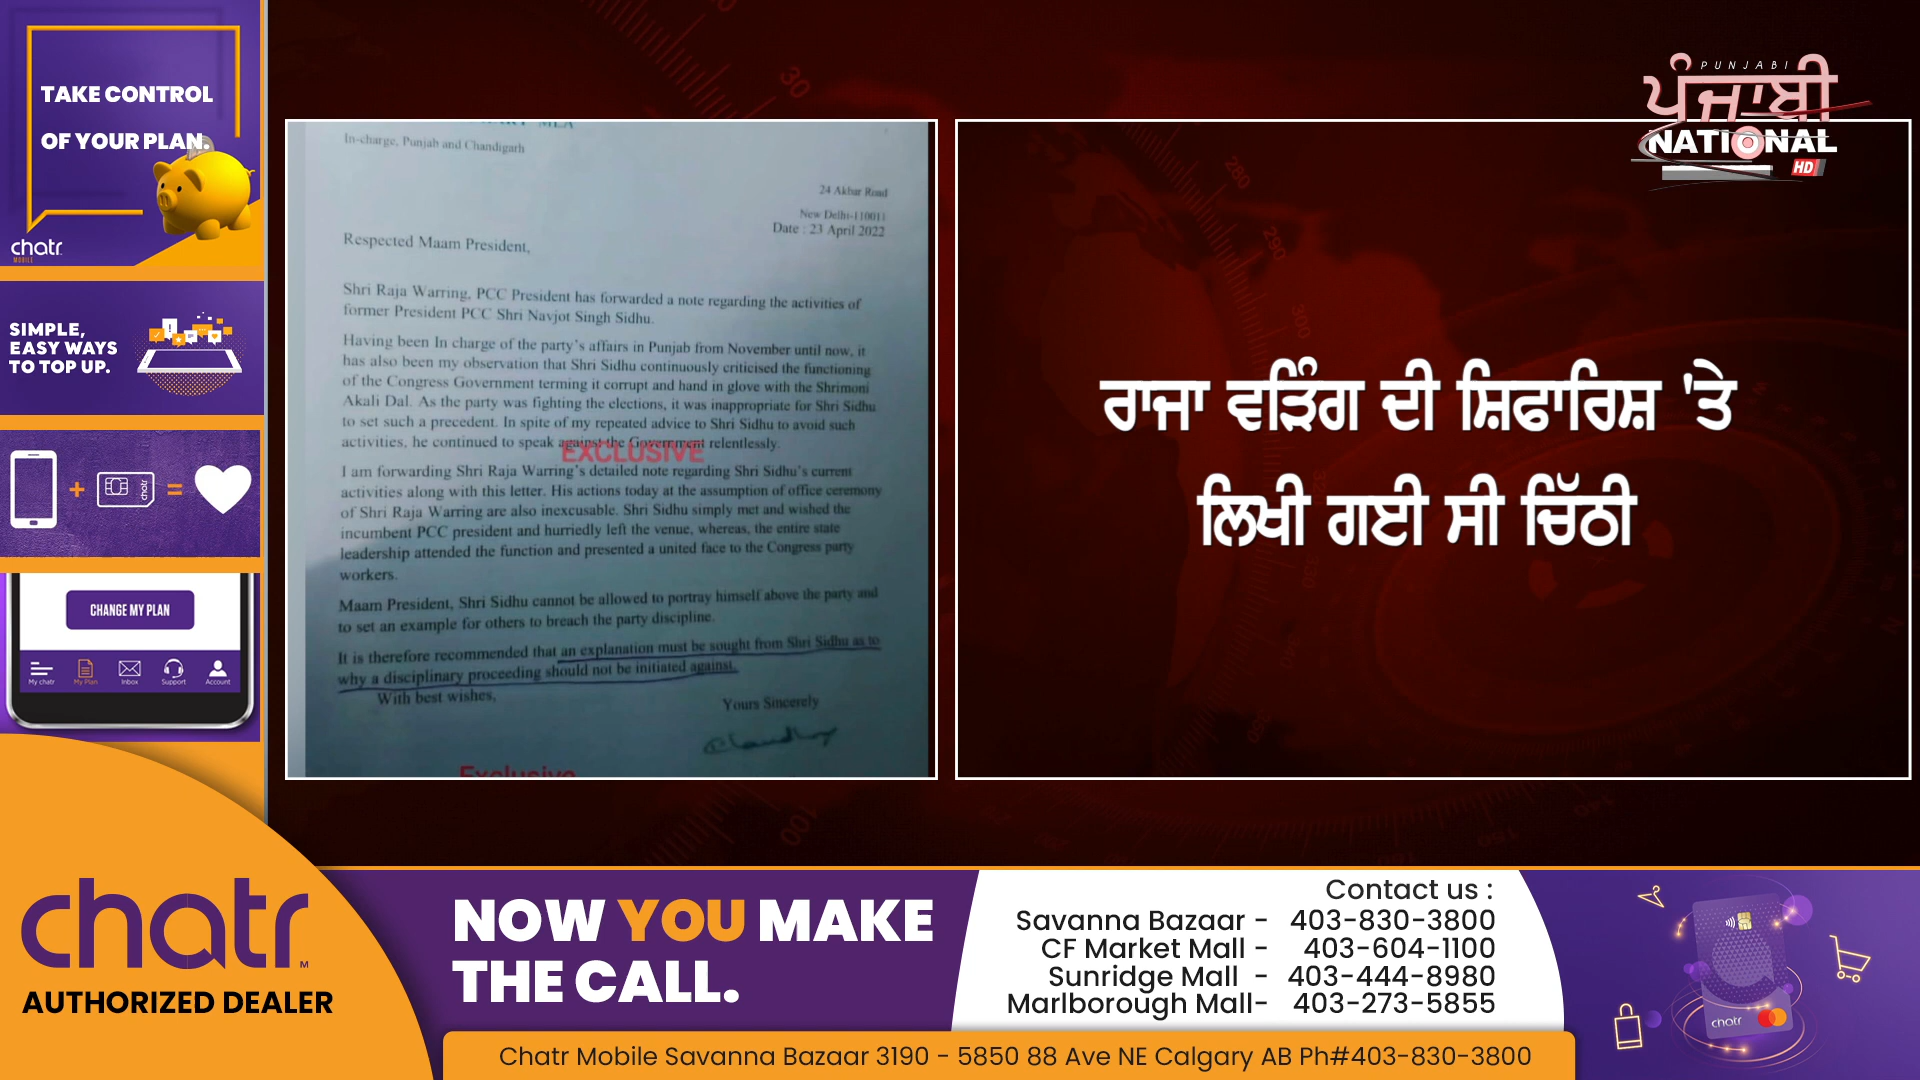 TAKE CONTROL
OF YOUR PLAN.
chatr
MOBILE
SIMPLE,
EASY WAYS
TO TOP UP.
+
chatr
=
CHANGE MY PLAN
My chatr
My Plan
Inbox
Support
Account
In-charge, Punjab and Chandigarh
24 Akbar Road
New Delhi-110011
Date : 23 April 2022
Respected Maam President,
Shri Raja Warring, PCC President has forwarded a note regarding the activities of
former President PCC Shri Navjot Singh Sidhu.
Having been In charge of the party's affairs in Punjab from November until now, it
has also been my observation that Shri Sidhu continuously criticised the functioning
of the Congress Government terming it corrupt and hand in glove with the Shrimoni
Akali Dal. As the party was fighting the elections, it was inappropriate for Shri Sidhu
to set such a precedent. In spite of my repeated advice to Shri Sidhu to avoid such
activities, he continued to speak against the Government relentlessly.
EXCLUSIVE
I am forwarding Shri Raja Warring's detailed note regarding Shri Sidhu's current
activities along with this letter. His actions today at the assumption of office ceremony
of Shri Raja Warring are also inexcusable. Shri Sidhu simply met and wished the
incumbent PCC president and hurriedly left the venue, whereas, the entire state
leadership attended the function and presented a united face to the Congress party
workers.
Maam President, Shri Sidhu cannot be allowed to portray himself above the party and
to set an example for others to breach the party discipline.
It is therefore recommended that an explanation must be sought from Shri Sidhu as to
why a disciplinary proceeding should not be initiated against.
With best wishes,
Yours Sincerely
Exclusive
PUNJABI
ਪੰਜਾਬੀ
NATIONAL
HD
ਰਾਜਾ ਵੜਿੰਗ ਦੀ ਸ਼ਿਫਾਰਿਸ਼ 'ਤੇ
ਲਿਖੀ ਗਈ ਸੀ ਚਿੱਠੀ
chatr
AUTHORIZED DEALER
NOW YOU MAKE
THE CALL.
Contact us :
Savanna Bazaar - 403-830-3800
CF Market Mall - 403-604-1100
Sunridge Mall - 403-444-8980
Marlborough Mall- 403-273-5855
chatr
Chatr Mobile Savanna Bazaar 3190 - 5850 88 Ave NE Calgary AB Ph#403-830-3800